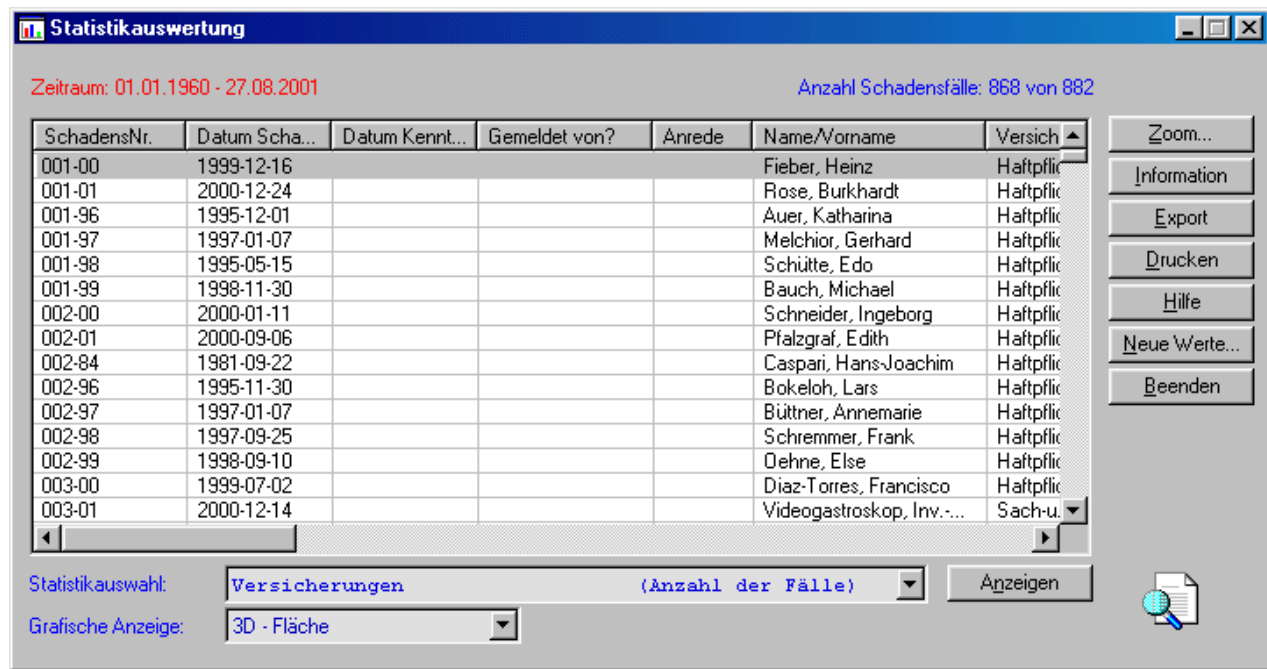 Statistikauswertung
Zeitraum: 01.01.1960 - 27.08.2001 Anzahl Schadensfälle: 868 von 882
SchadensNr. Datum Scha... Datum Kennt... Gemeldet von? Anrede Name/Vorname Versich
001-00 1999-12-16 Fieber, Heinz Haftpflic
001-01 2000-12-24 Rose, Burkhardt Haftpflic
001-96 1995-12-01 Auer, Katharina Haftpflic
001-97 1997-01-07 Melchior, Gerhard Haftpflic
001-98 1995-05-15 Schütte, Edo Haftpflic
001-99 1998-11-30 Bauch, Michael Haftpflic
002-00 2000-01-11 Schneider, Ingeborg Haftpflic
002-01 2000-09-06 Pfalzgraf, Edith Haftpflic
002-84 1981-09-22 Caspari, Hans-Joachim Haftpflic
002-96 1995-11-30 Bokeloh, Lars Haftpflic
002-97 1997-01-07 Büttner, Annemarie Haftpflic
002-98 1997-09-25 Schremmer, Frank Haftpflic
002-99 1998-09-10 Oehne, Else Haftpflic
003-00 1999-07-02 Diaz-Torres, Francisco Haftpflic
003-01 2000-12-14 Videogastroskop, Inv.-... Sach-u.
Zoom...
Information
Export
Drucken
Hilfe
Neue Werte...
Beenden
Statistikauswahl: Versicherungen (Anzahl der Fälle) Anzeigen
Grafische Anzeige: 3D - Fläche